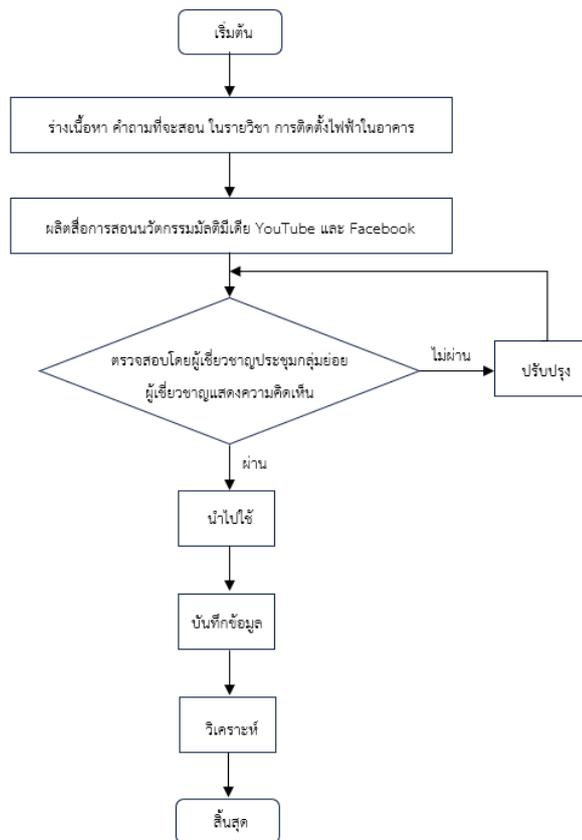 เริ่มต้น
ร่างเนื้อหา คำถามที่จะสอน ในรายวิชา การติดตั้งไฟฟ้าในอาคาร
ผลิตสื่อการสอนนวัตกรรมมัลติมีเดีย YouTube และ Facebook
ตรวจสอบโดยผู้เชี่ยวชาญประชุมกลุ่มย่อย
ผู้เชี่ยวชาญแสดงความคิดเห็น
ไม่ผ่าน
ปรับปรุง
ผ่าน
นำไปใช้
บันทึกข้อมูล
วิเคราะห์
สิ้นสุด